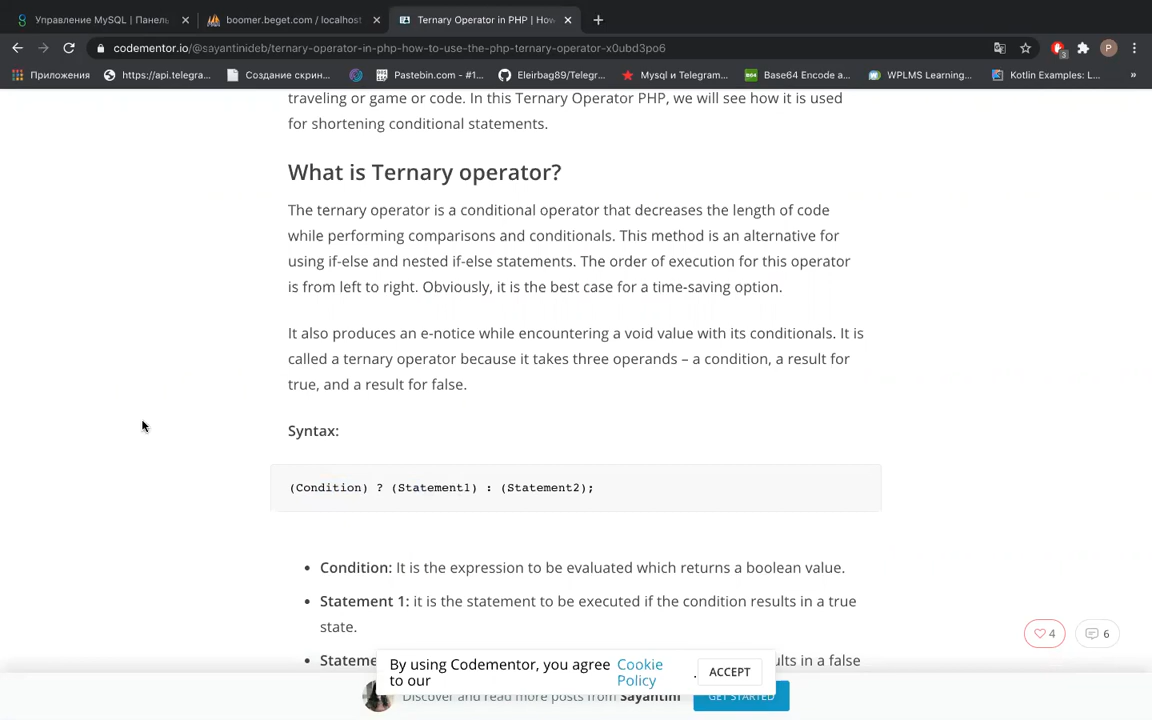 Управление MySQL | Панель
boomer.beget.com / localhost
Ternary Operator in PHP | How
codementor.io/@sayantinideb/ternary-operator-in-php-how-to-use-the-php-ternary-operator-x0ubd3po6
3
P
Приложения
https://api.telegra...
Создание скрин...
Pastebin.com - #1...
Eleirbag89/Telegr...
Mysql и Telegram...
Base64 Encode a...
WPLMS Learning...
Kotlin Examples: L...
»
traveling or game or code. In this Ternary Operator PHP, we will see how it is used
for shortening conditional statements.
What is Ternary operator?
The ternary operator is a conditional operator that decreases the length of code
while performing comparisons and conditionals. This method is an alternative for
using if-else and nested if-else statements. The order of execution for this operator
is from left to right. Obviously, it is the best case for a time-saving option.
It also produces an e-notice while encountering a void value with its conditionals. It is
called a ternary operator because it takes three operands – a condition, a result for
true, and a result for false.
Syntax:
(Condition) ? (Statement1) : (Statement2);
• Condition: It is the expression to be evaluated which returns a boolean value.
• Statement 1: it is the statement to be executed if the condition results in a true
state.
4
6
By using Codementor, you agree
to our
Cookie
Policy
.
ACCEPT
Discover and read more posts from Sayantini
GET STARTED